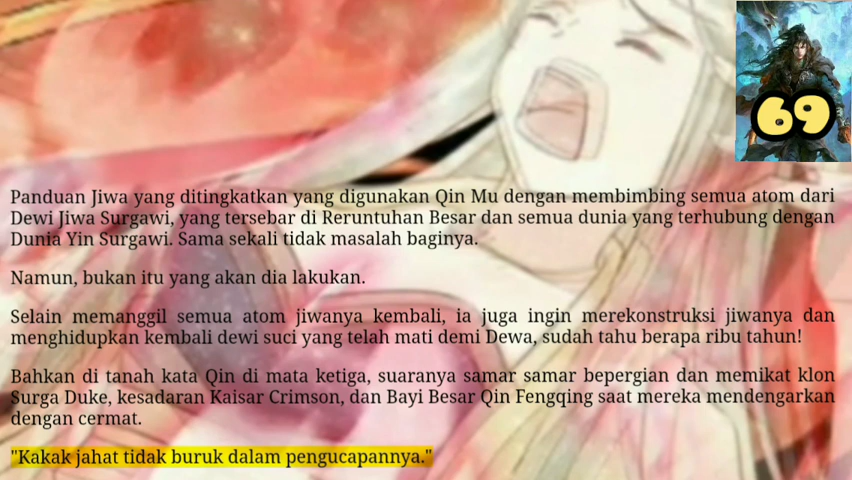 69
Panduan Jiwa yang ditingkatkan yang digunakan Qin Mu dengan membimbing semua atom dari
Dewi Jiwa Surgawi, yang tersebar di Reruntuhan Besar dan semua dunia yang terhubung dengan
Dunia Yin Surgawi. Sama sekali tidak masalah baginya.
Namun, bukan itu yang akan dia lakukan.
Selain memanggil semua atom jiwanya kembali, ia juga ingin merekonstruksi jiwanya dan
menghidupkan kembali dewi suci yang telah mati demi Dewa, sudah tahu berapa ribu tahun!
Bahkan di tanah kata Qin di mata ketiga, suaranya samar samar bepergian dan memikat klon
Surga Duke, kesadaran Kaisar Crimson, dan Bayi Besar Qin Fengqing saat mereka mendengarkan
dengan cermat.
"Kakak jahat tidak buruk dalam pengucapannya."